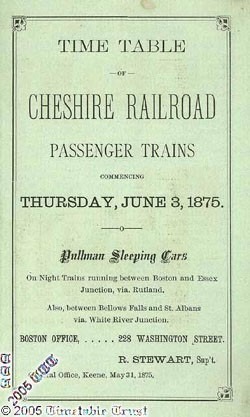 TIME TABLE
—OF—
CHESHIRE RAILROAD
PASSENGER TRAINS
COMMENCING
THURSDAY, JUNE 3, 1875.
Pullman Sleeping Cars
On Night Trains running between Boston and Essex
Junction, via. Rutland.
Also, between Bellows Falls and St. Albans
via. White River Junction.
BOSTON OFFICE, ..... 228 WASHINGTON STREET.
R. STEWART, Sup't.
Office, Keene, May 31, 1875.
2005
©2005 Timetable Trust